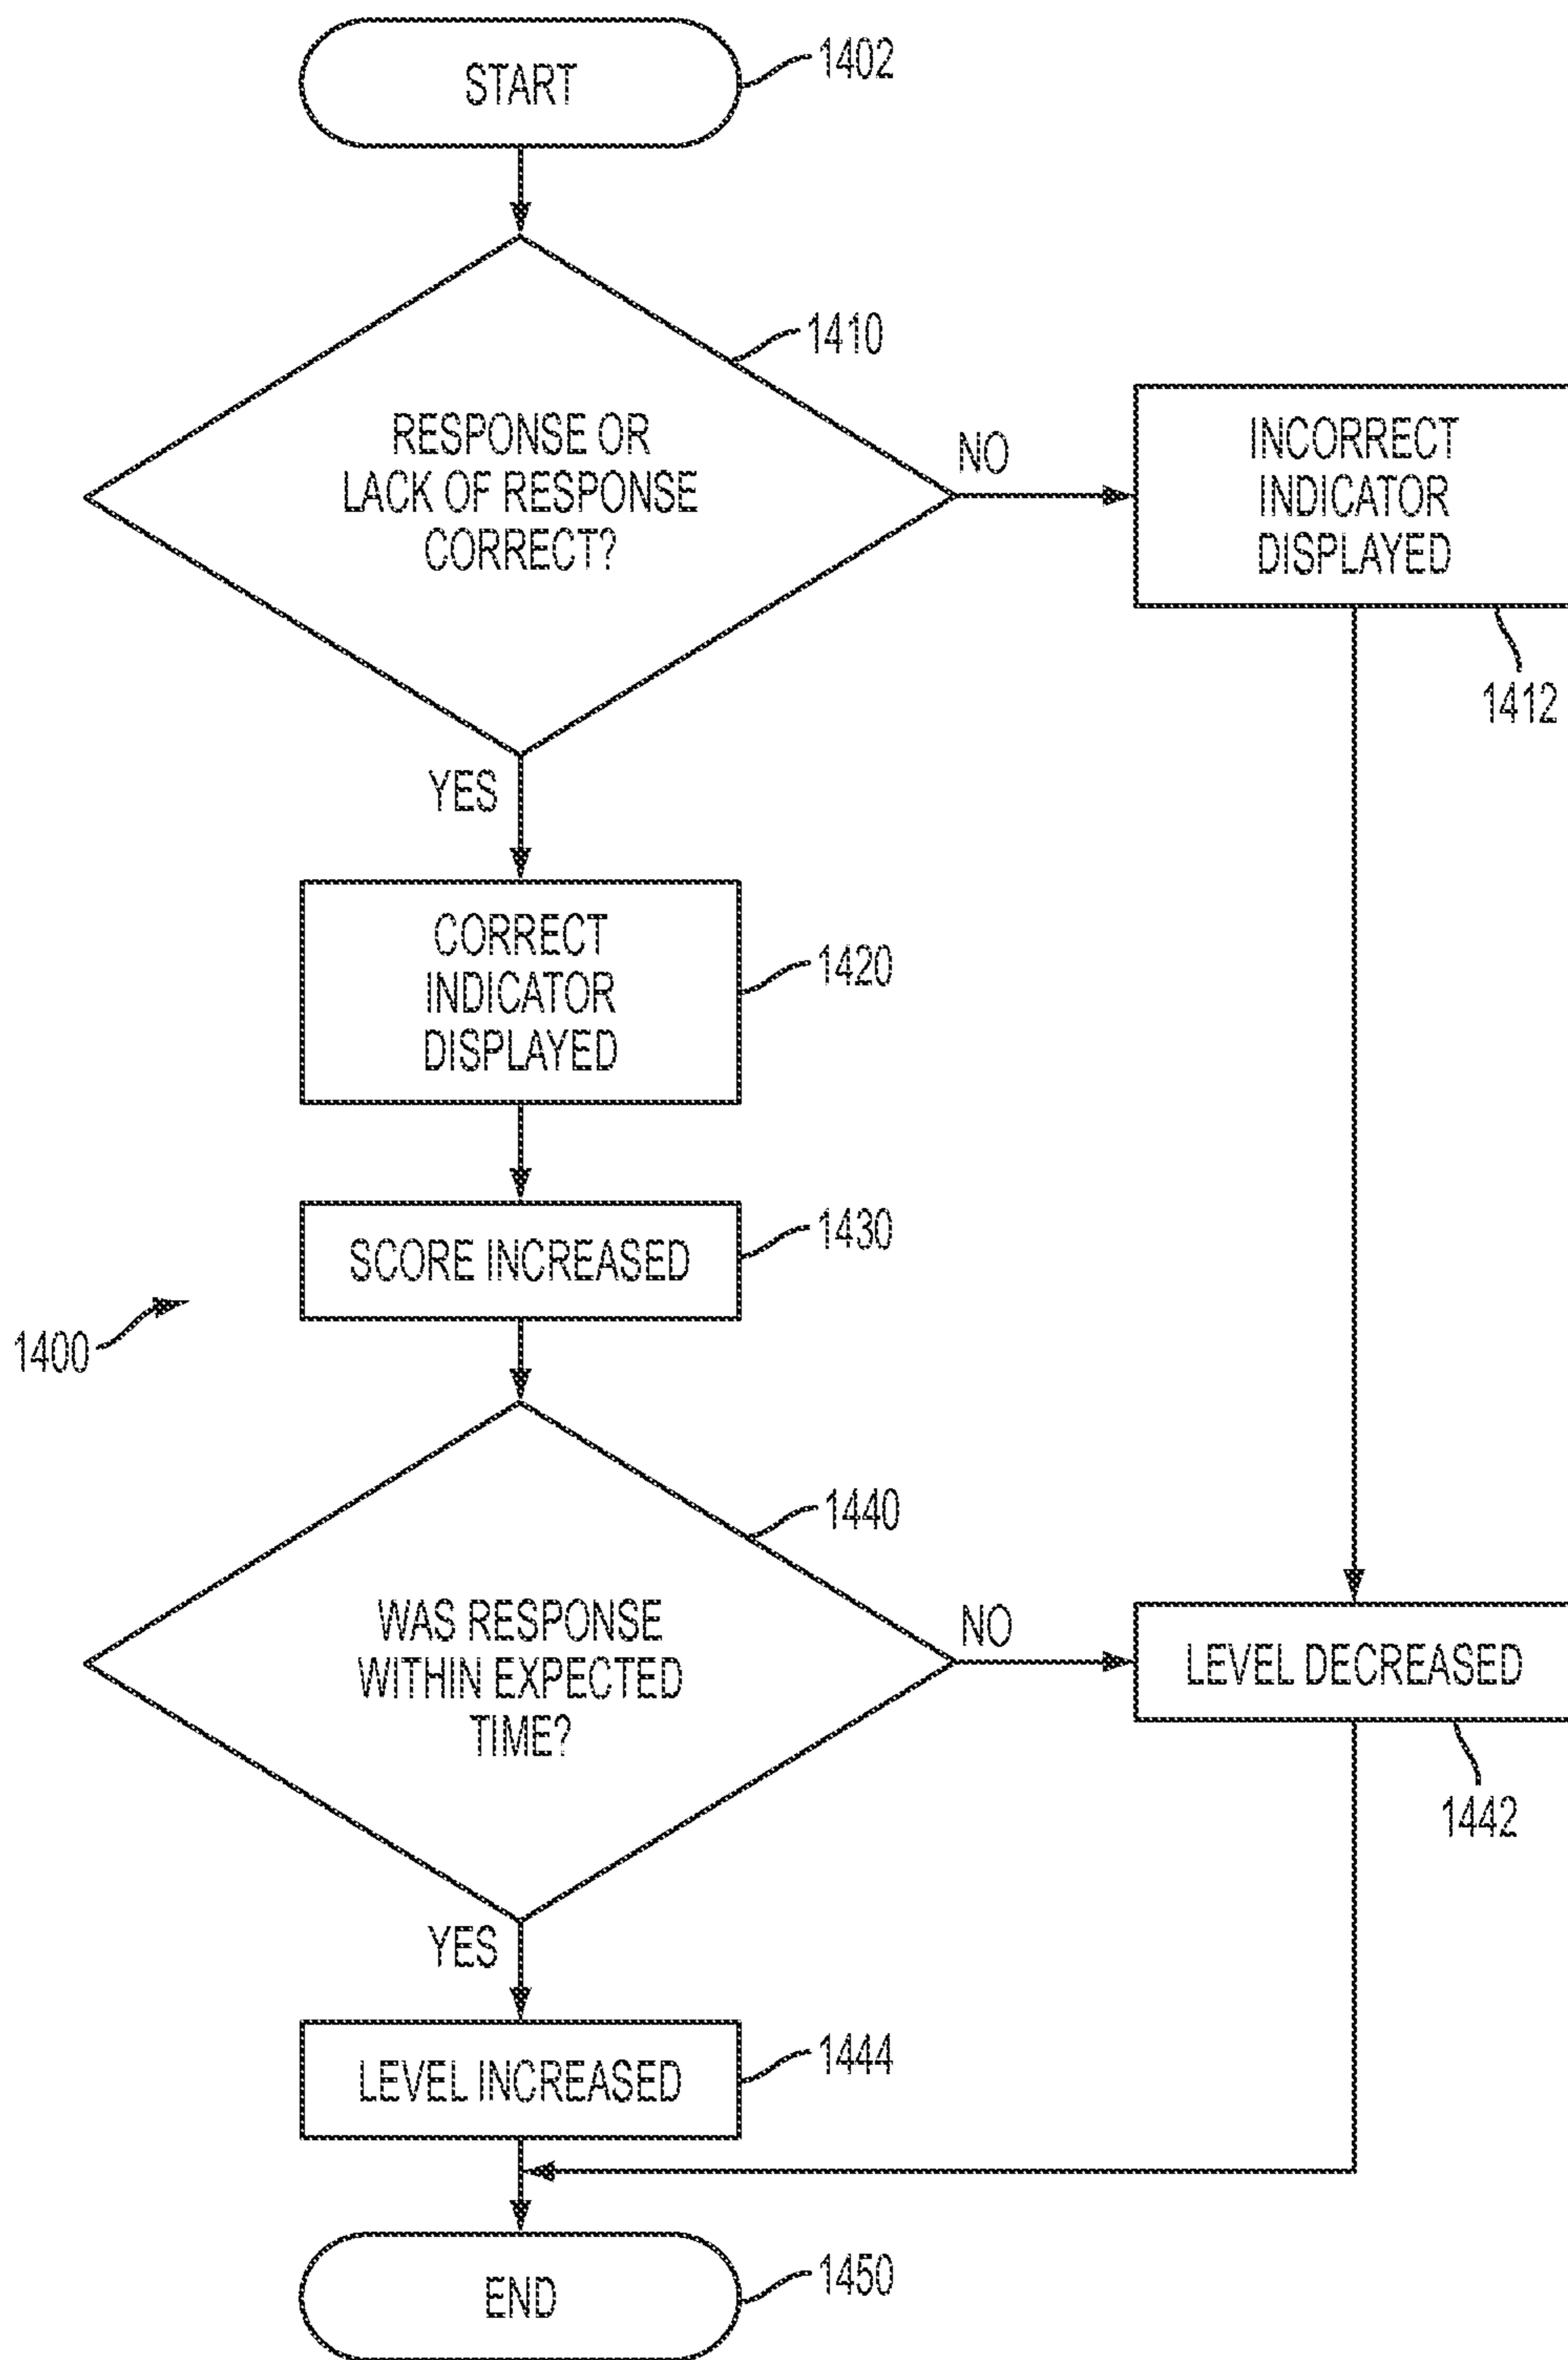 START
1402
1410
RESPONSE OR
LACK OF RESPONSE
CORRECT?
NO
INCORRECT
INDICATOR
DISPLAYED
1412
YES
CORRECT
INDICATOR
DISPLAYED
1420
SCORE INCREASED
1430
1400
1440
WAS RESPONSE
WITHIN EXPECTED
TIME?
NO
LEVEL DECREASED
1442
YES
LEVEL INCREASED
1444
END
1450